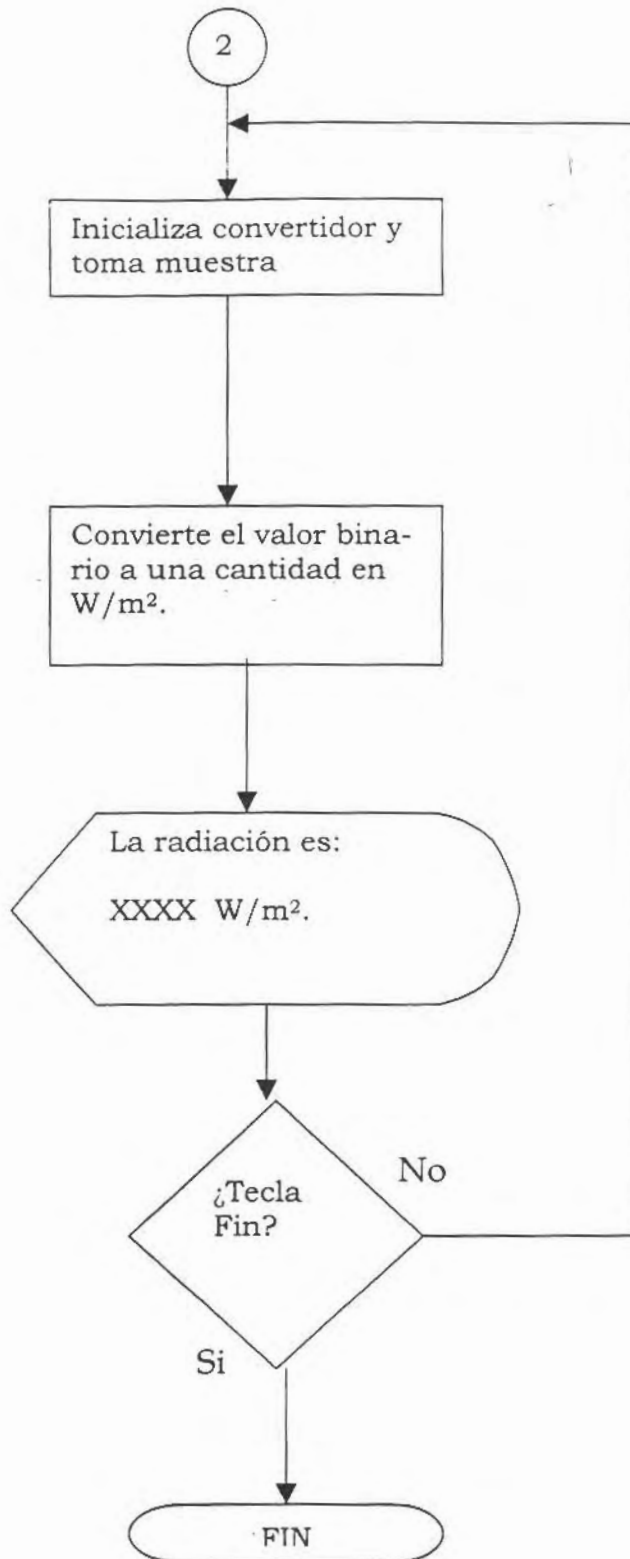 2
Inicializa convertidor y
toma muestra
Convierte el valor bina-
rio a una cantidad en
W/m².
La radiación es:
XXXX W/m².
¿Tecla
Fin?
No
Si
FIN